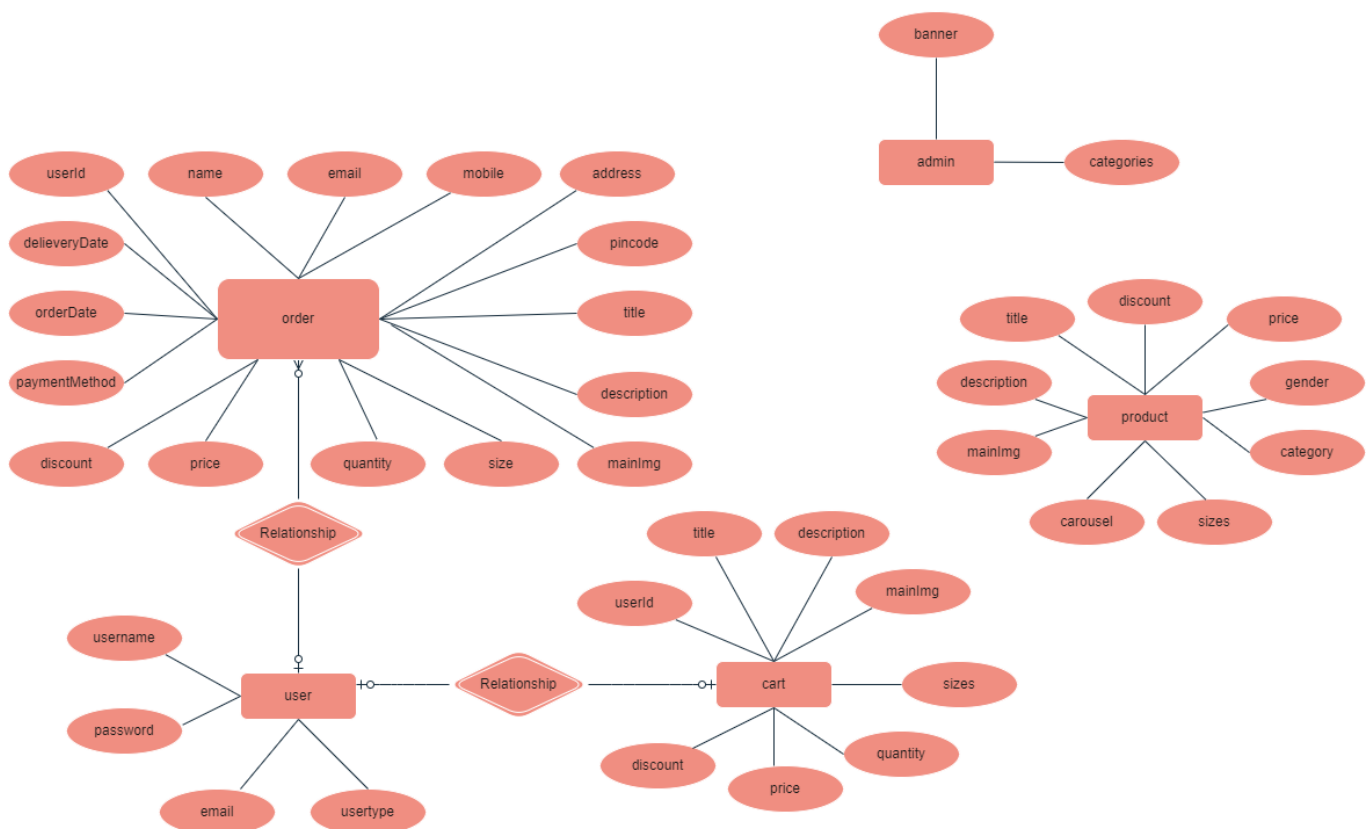 banner
admin
categories
userId
name
email
mobile
address
delieveryDate
pincode
orderDate
order
title
paymentMethod
description
discount
price
quantity
size
mainImg
Relationship
title
discount
price
description
gender
product
mainImg
category
carousel
sizes
username
user
password
email
usertype
Relationship
title
description
userId
mainImg
cart
sizes
discount
price
quantity